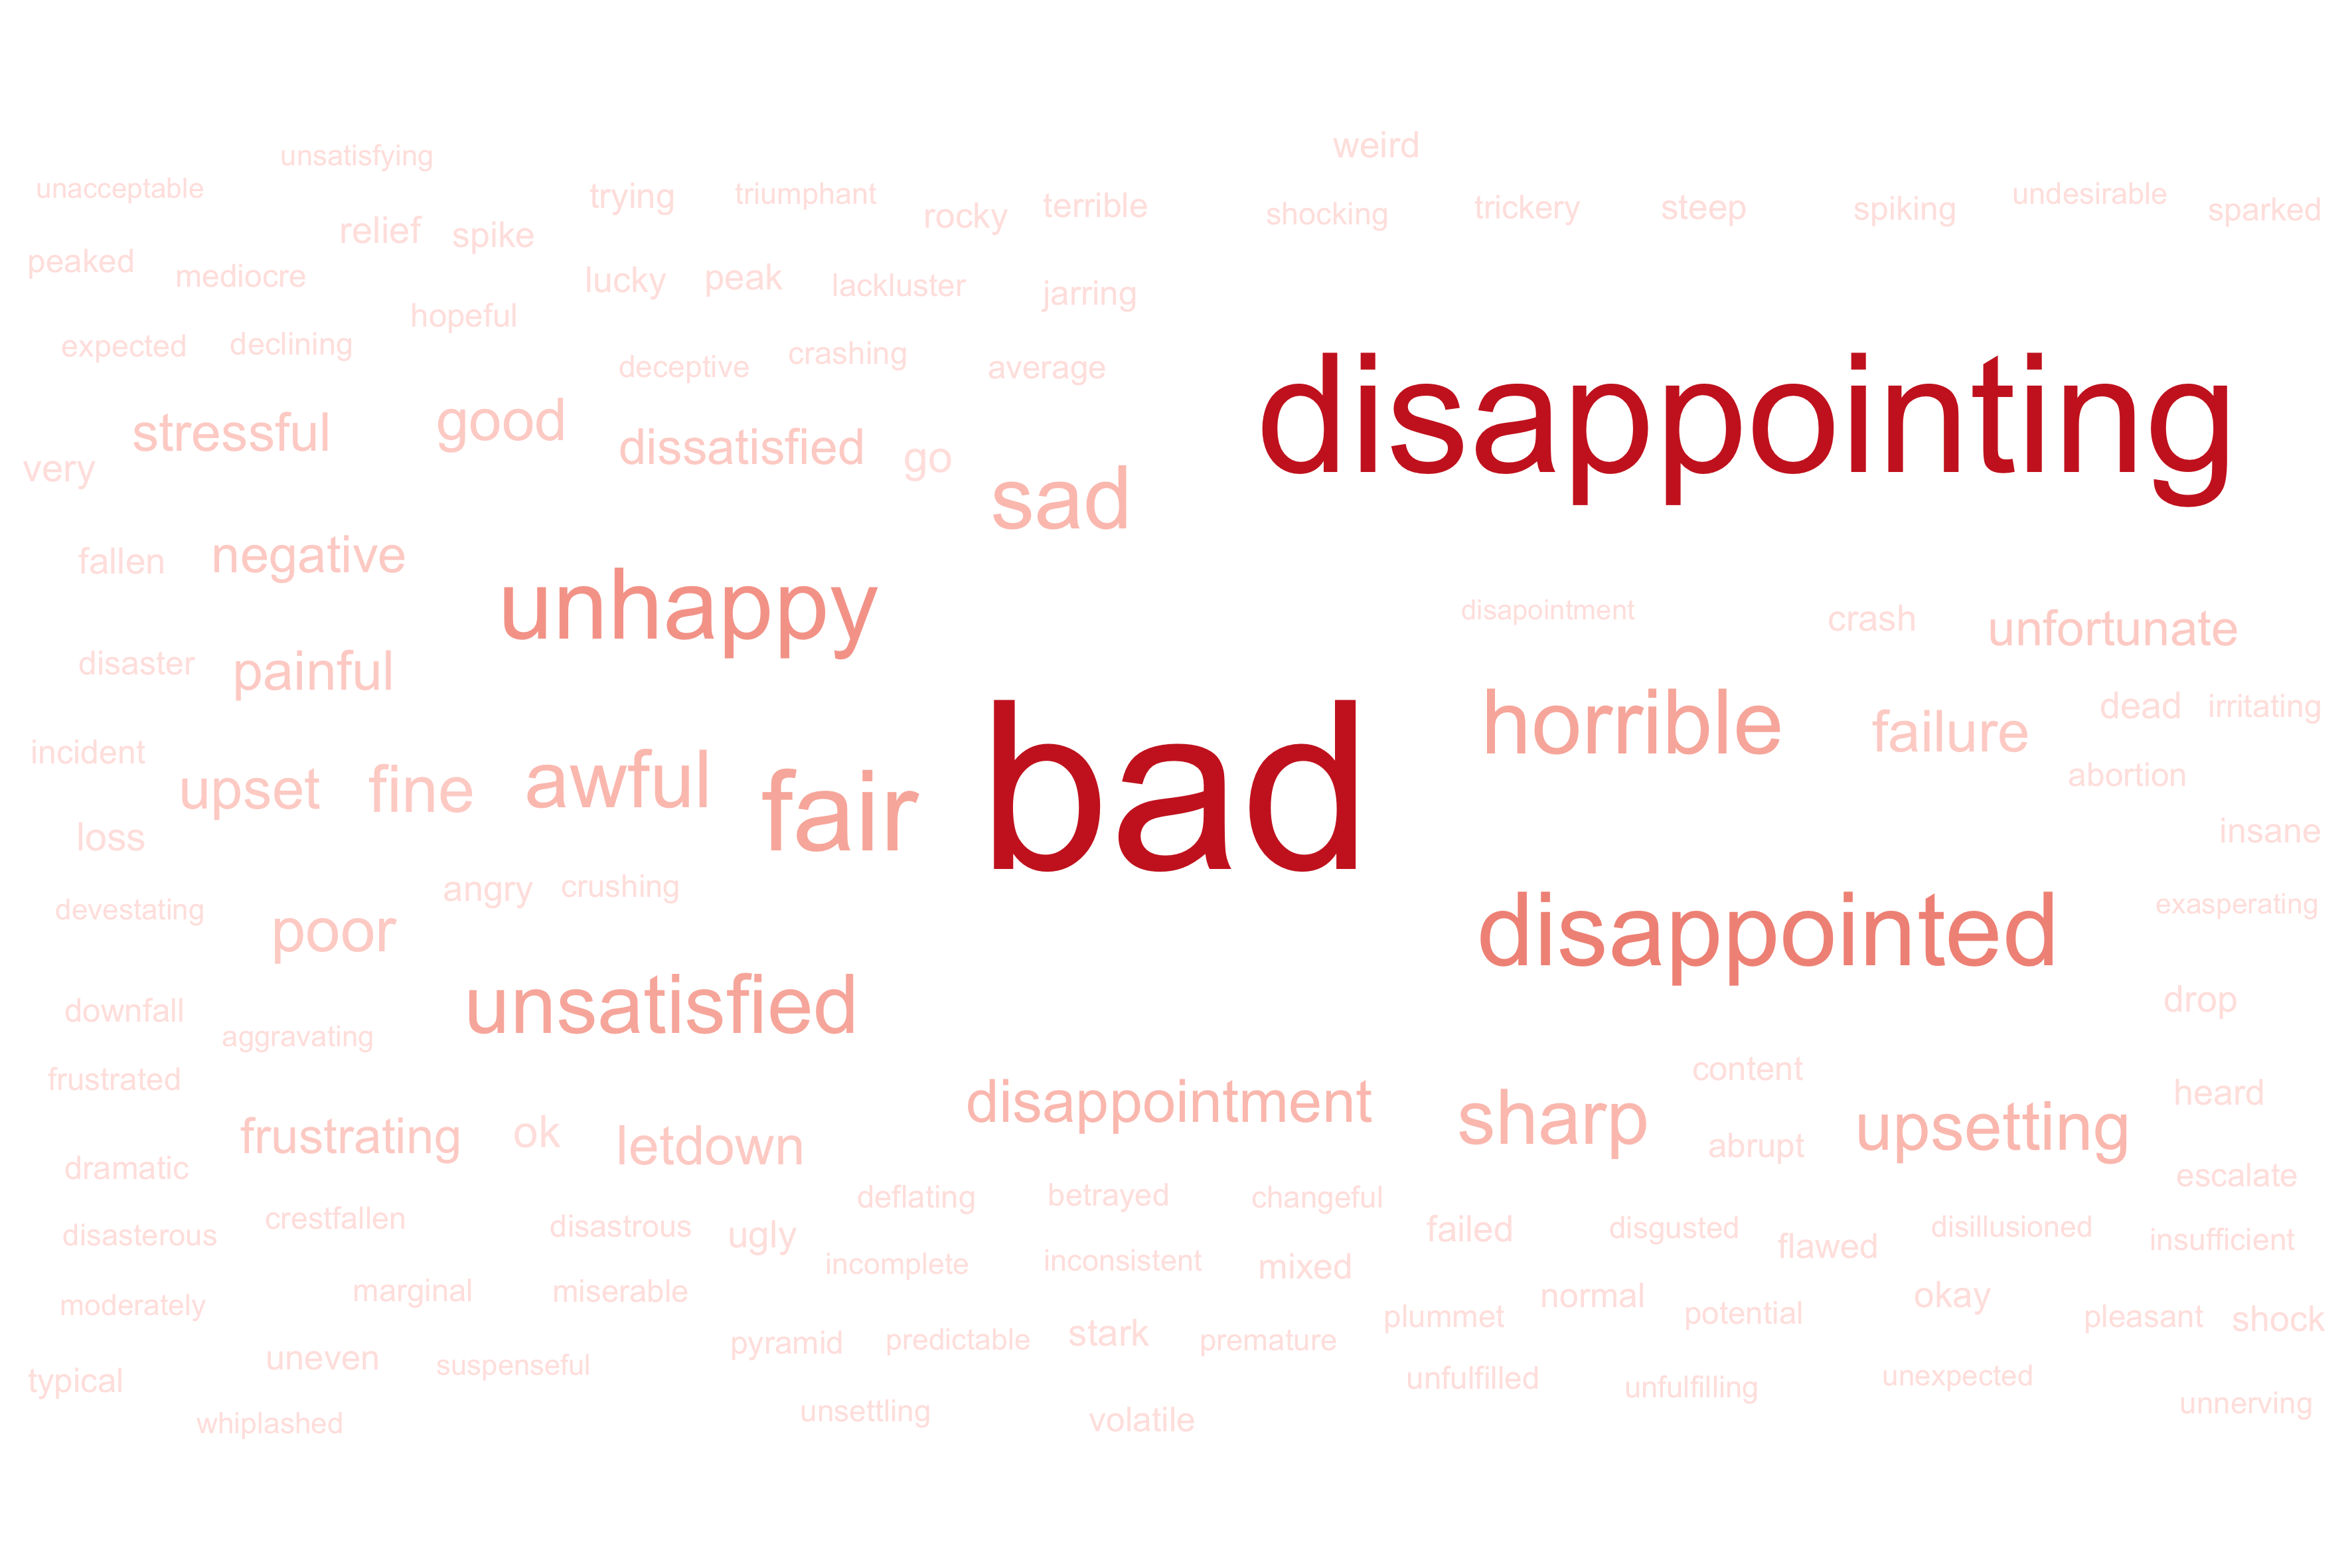 weird
unsatisfying
unacceptable
trying
triumphant
rocky
terrible
shocking
trickery
steep
spiking
undesirable
sparked
relief
spike
peaked
mediocre
lucky
peak
lackluster
jarring
hopeful
expected
declining
deceptive
crashing
average
disappointing
stressful
good
dissatisfied
go
very
sad
fallen
negative
unhappy
disapointment
crash
unfortunate
disaster
painful
horrible
failure
dead
irritating
incident
upset
fine
awful
fair
bad
abortion
loss
insane
angry
crushing
devestating
poor
disappointed
exasperating
unsatisfied
downfall
aggravating
drop
frustrated
disappointment
sharp
content
upsetting
heard
frustrating
ok
letdown
abrupt
dramatic
escalate
deflating
betrayed
changeful
disasterous
crestfallen
disastrous
ugly
failed
disgusted
flawed
disillusioned
insufficient
incomplete
inconsistent
mixed
moderately
marginal
miserable
plummet
normal
potential
okay
pleasant
shock
pyramid
predictable
stark
premature
typical
uneven
suspenseful
unfulfilled
unfulfilling
unexpected
unnerving
whiplashed
unsettling
volatile